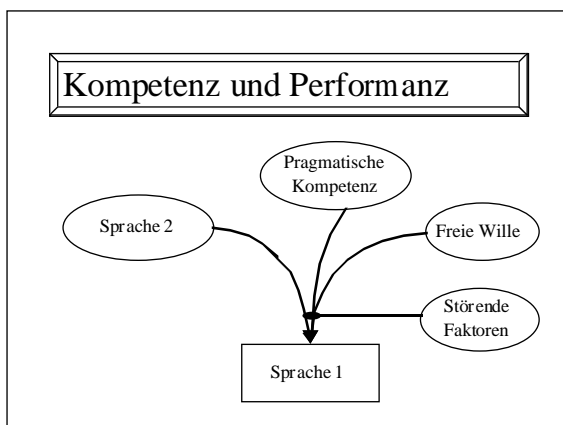 Kompetenz und Performanz
Pragmatische
Kompetenz
Sprache 2
Freie Wille
Störende
Faktoren
Sprache 1